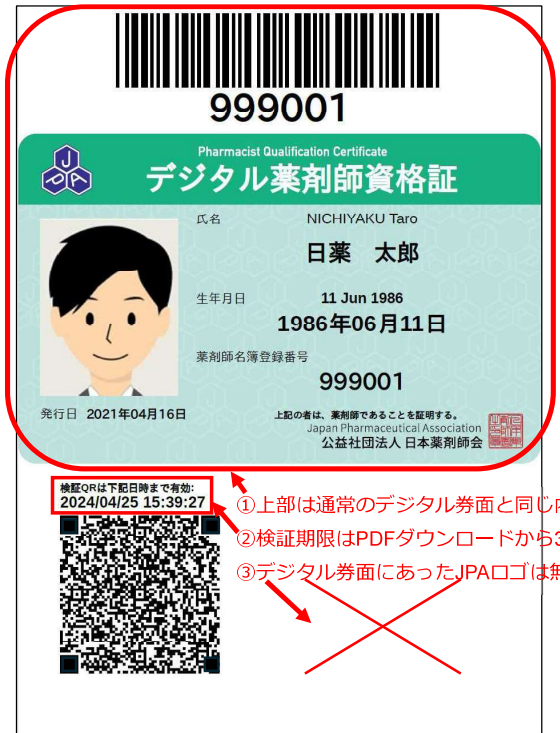 999001
JPA
Pharmacist Qualification Certificate
デジタル薬剤師資格証
氏名
NICHIYAKU Taro
日薬 太郎
生年月日
11 Jun 1986
1986年06月11日
薬剤師名簿登録番号
999001
発行日 2021年04月16日
上記の者は、薬剤師であることを証明する。
Japan Pharmaceutical Association
公益社団法人 日本薬剤師会
検証QRは下記日時まで有効:
2024/04/25 15:39:27
①上部は通常のデジタル券面と同じ
②検証期限はPDFダウンロードから3
③デジタル券面にあったJPAロゴは無